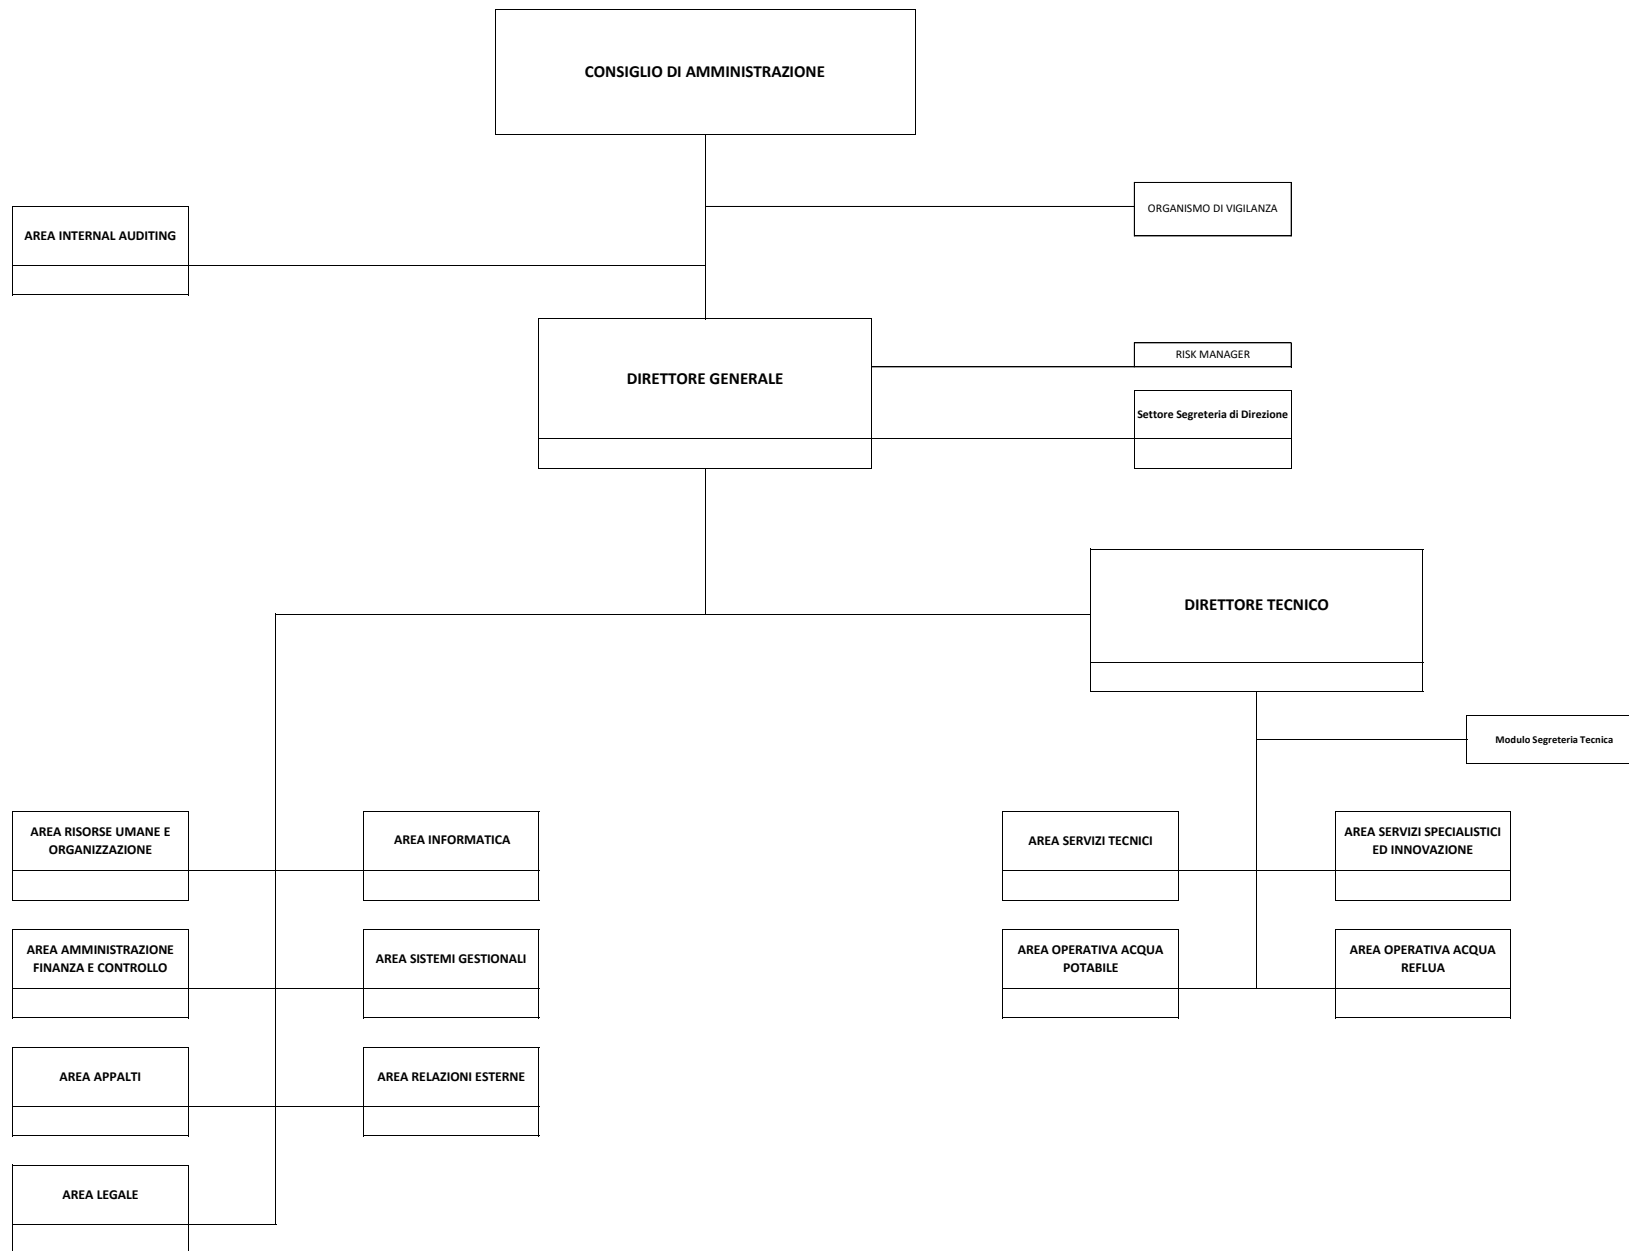 CONSIGLIO DI AMMINISTRAZIONE
ORGANISMO DI VIGILANZA
AREA INTERNAL AUDITING
RISK MANAGER
DIRETTORE GENERALE
Settore Segreteria di Direzione
DIRETTORE TECNICO
Modulo Segreteria Tecnica
AREA RISORSE UMANE E
ORGANIZZAZIONE
AREA INFORMATICA
AREA SERVIZI TECNICI
AREA SERVIZI SPECIALISTICI
ED INNOVAZIONE
AREA AMMINISTRAZIONE
FINANZA E CONTROLLO
AREA SISTEMI GESTIONALI
AREA OPERATIVA ACQUA
POTABILE
AREA OPERATIVA ACQUA
REFLUA
AREA APPALTI
AREA RELAZIONI ESTERNE
AREA LEGALE